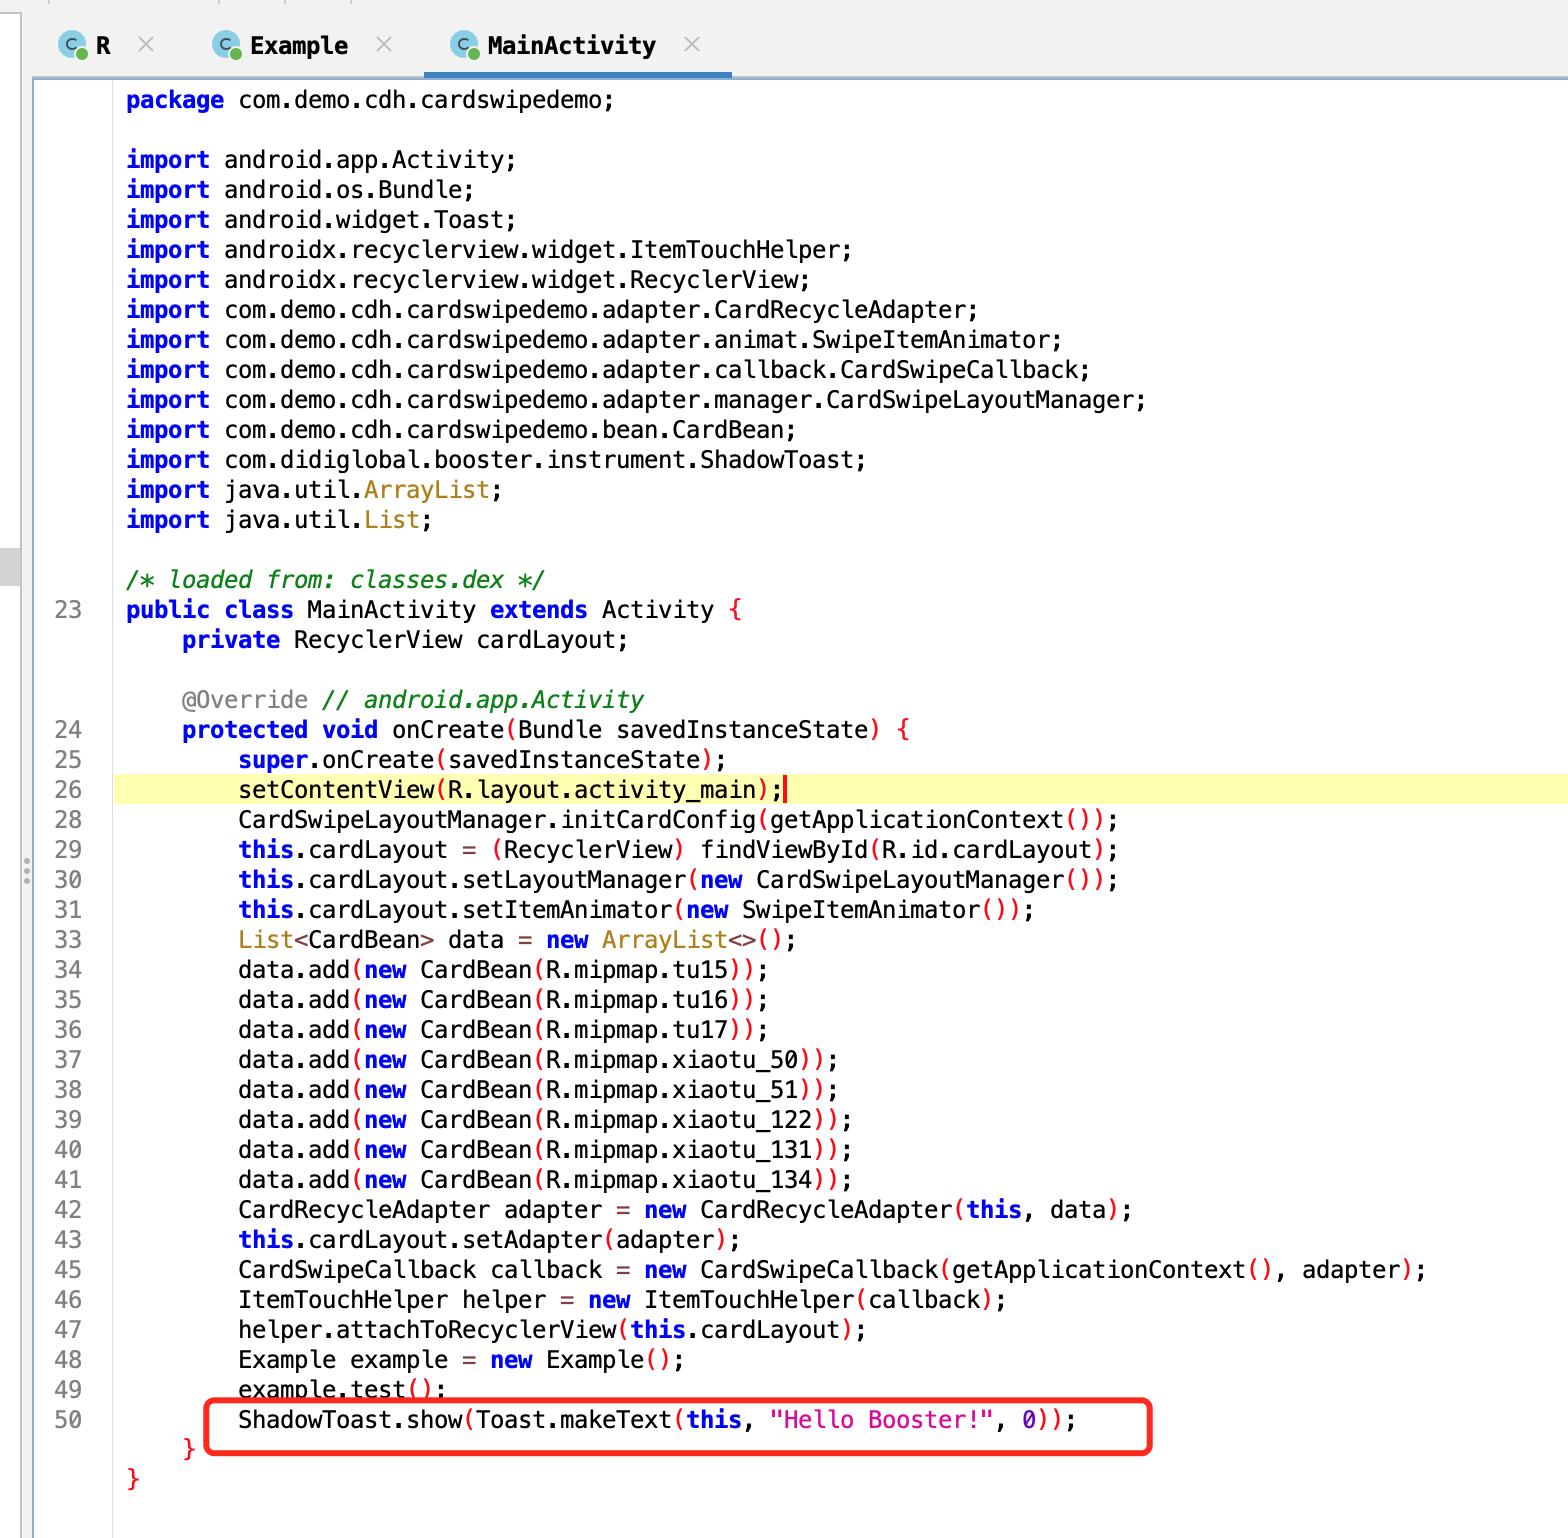 R Example MainActivity
package com.demo.cdh.cardswipedemo;
import android.app.Activity;
import android.os.Bundle;
import android.widget.Toast;
import androidx.recyclerview.widget.ItemTouchHelper;
import androidx.recyclerview.widget.RecyclerView;
import com.demo.cdh.cardswipedemo.adapter.CardRecycleAdapter;
import com.demo.cdh.cardswipedemo.adapter.animat.SwipeItemAnimator;
import com.demo.cdh.cardswipedemo.adapter.callback.CardSwipeCallback;
import com.demo.cdh.cardswipedemo.adapter.manager.CardSwipeLayoutManager;
import com.demo.cdh.cardswipedemo.bean.CardBean;
import com.didiglobal.booster.instrument.ShadowToast;
import java.util.ArrayList;
import java.util.List;
/* loaded from: classes.dex */
23 public class MainActivity extends Activity {
private RecyclerView cardLayout;
@Override // android.app.Activity
24 protected void onCreate(Bundle savedInstanceState) {
25 super.onCreate(savedInstanceState);
26 setContentView(R.layout.activity_main);
28 CardSwipeLayoutManager.initCardConfig(getApplicationContext());
29 this.cardLayout = (RecyclerView) findViewById(R.id.cardLayout);
30 this.cardLayout.setLayoutManager(new CardSwipeLayoutManager());
31 this.cardLayout.setItemAnimator(new SwipeItemAnimator());
33 List<CardBean> data = new ArrayList<>();
34 data.add(new CardBean(R.mipmap.tu15));
35 data.add(new CardBean(R.mipmap.tu16));
36 data.add(new CardBean(R.mipmap.tu17));
37 data.add(new CardBean(R.mipmap.xiaotu_50));
38 data.add(new CardBean(R.mipmap.xiaotu_51));
39 data.add(new CardBean(R.mipmap.xiaotu_122));
40 data.add(new CardBean(R.mipmap.xiaotu_131));
41 data.add(new CardBean(R.mipmap.xiaotu_134));
42 CardRecycleAdapter adapter = new CardRecycleAdapter(this, data);
43 this.cardLayout.setAdapter(adapter);
45 CardSwipeCallback callback = new CardSwipeCallback(getApplicationContext(), adapter);
46 ItemTouchHelper helper = new ItemTouchHelper(callback);
47 helper.attachToRecyclerView(this.cardLayout);
48 Example example = new Example();
49 example.test();
50 ShadowToast.show(Toast.makeText(this, "Hello Booster!", 0));
}
}